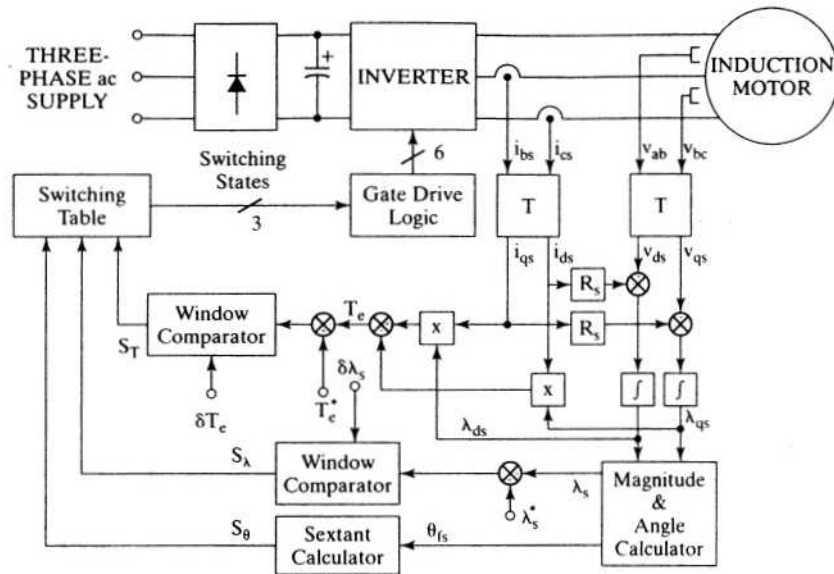 THREE-
PHASE ac
SUPPLY
+
INVERTER
INDUCTION
MOTOR
6
i_bs
i_cs
v_ab
v_bc
Switching
States
3
Switching
Table
Gate Drive
Logic
T
T
i_qs
i_ds
v_ds
v_qs
R_s
T_e
Window
Comparator
x
R_s
S_T
δλ_s
∫
∫
δT_e
T_e*
x
λ_ds
λ_qs
S_λ
Window
Comparator
λ_s
Magnitude
&
Angle
Calculator
λ_s*
S_θ
Sextant
Calculator
θ_fs